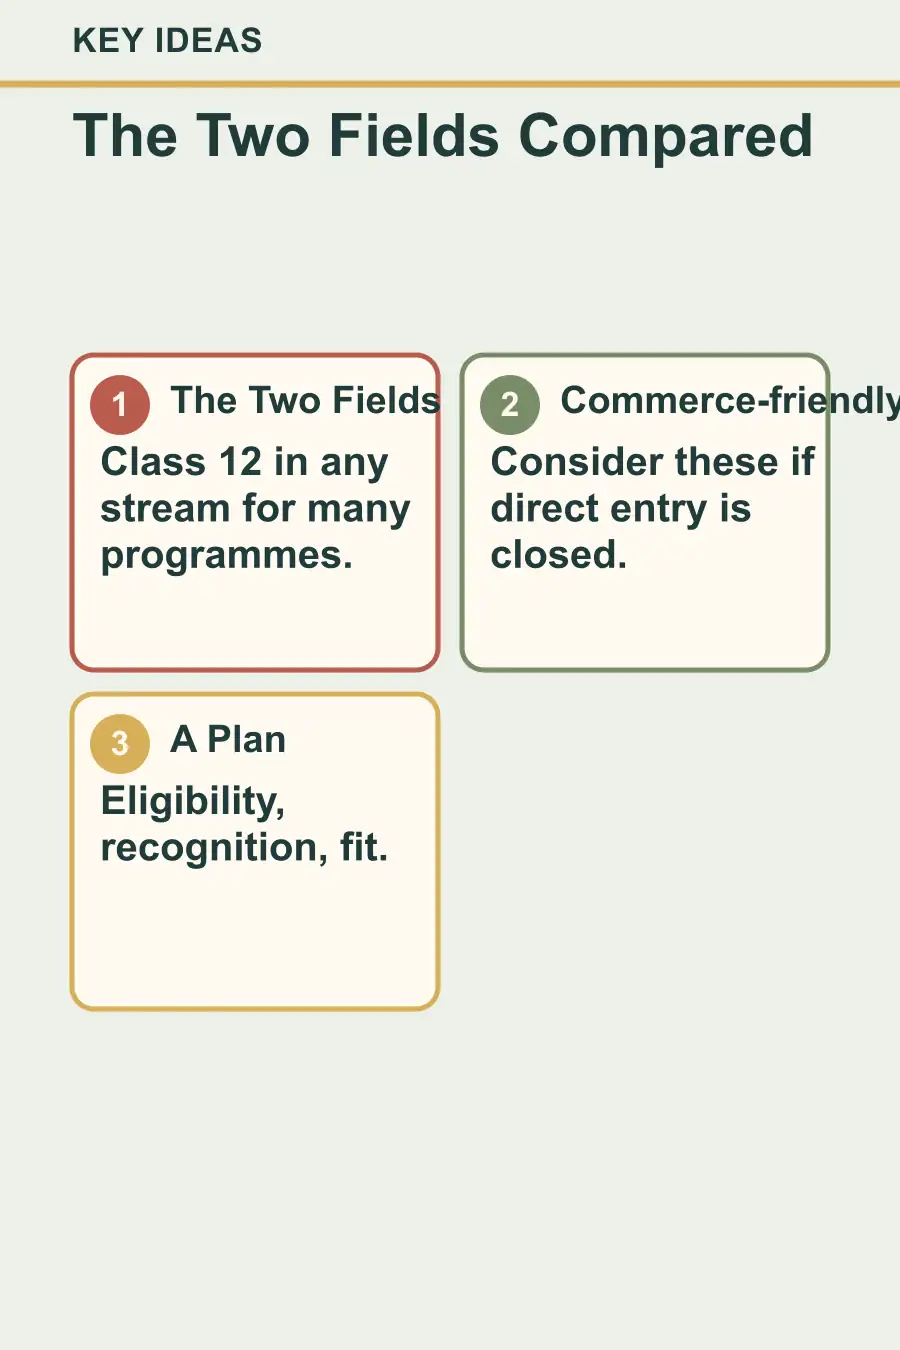 KEY IDEAS
The Two Fields Compared
1
The Two Fields
Class 12 in any
stream for many
programmes.
2
Commerce-friendly
Consider these if
direct entry is
closed.
3
A Plan
Eligibility,
recognition, fit.